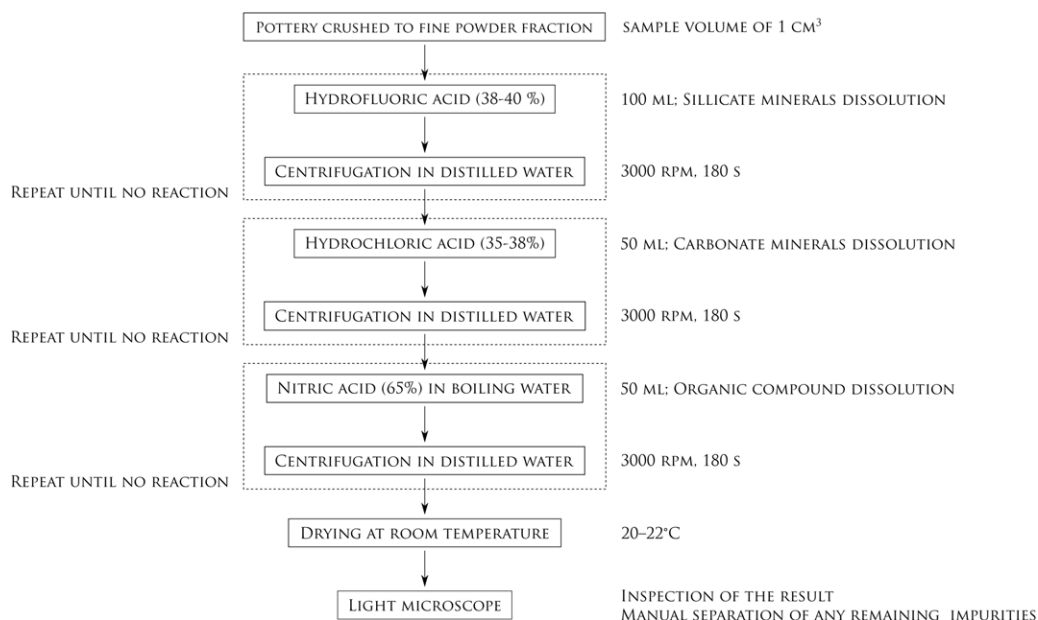 Pottery crushed to fine powder fraction sample volume of 1 cm³
Hydrofluoric acid (38-40 %) 100 ml; Sillicate minerals dissolution
Centrifugation in distilled water 3000 rpm, 180 s
Repeat until no reaction
Hydrochloric acid (35-38%) 50 ml; Carbonate minerals dissolution
Centrifugation in distilled water 3000 rpm, 180 s
Repeat until no reaction
Nitric acid (65%) in boiling water 50 ml; Organic compound dissolution
Centrifugation in distilled water 3000 rpm, 180 s
Repeat until no reaction
Drying at room temperature 20–22°C
Light microscope
Inspection of the result
Manual separation of any remaining impurities